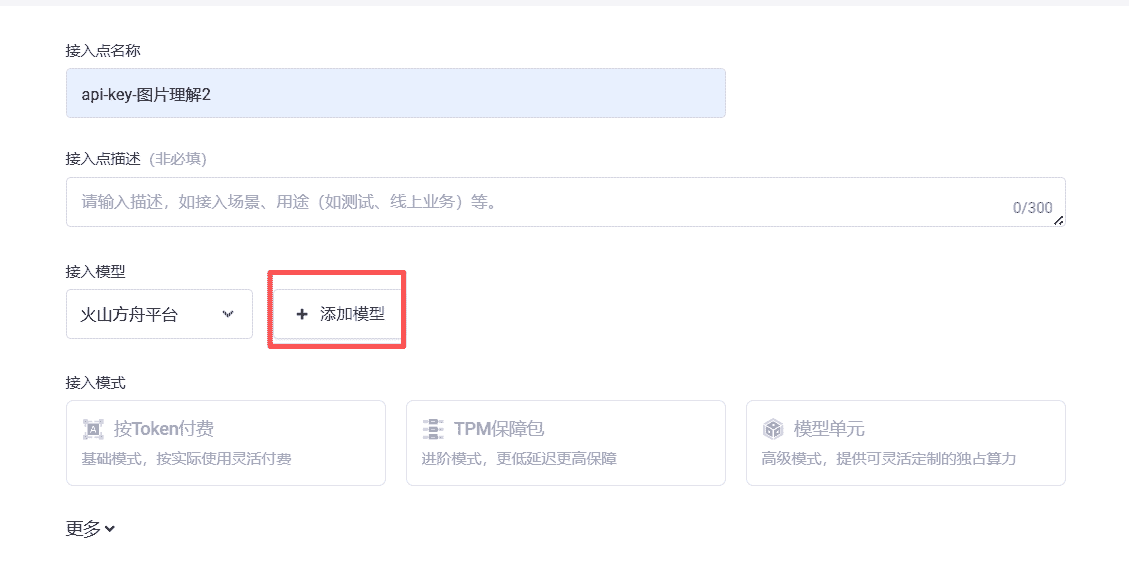 接入点名称
api-key-图片理解2
接入点描述（非必填）
请输入描述，如接入场景、用途（如测试、线上业务）等。
0/300
接入模型
火山方舟平台
+ 添加模型
接入模式
按Token付费
基础模式，按实际使用灵活付费
TPM保障包
进阶模式，更低延迟更高保障
模型单元
高级模式，提供可灵活定制的独占算力
更多